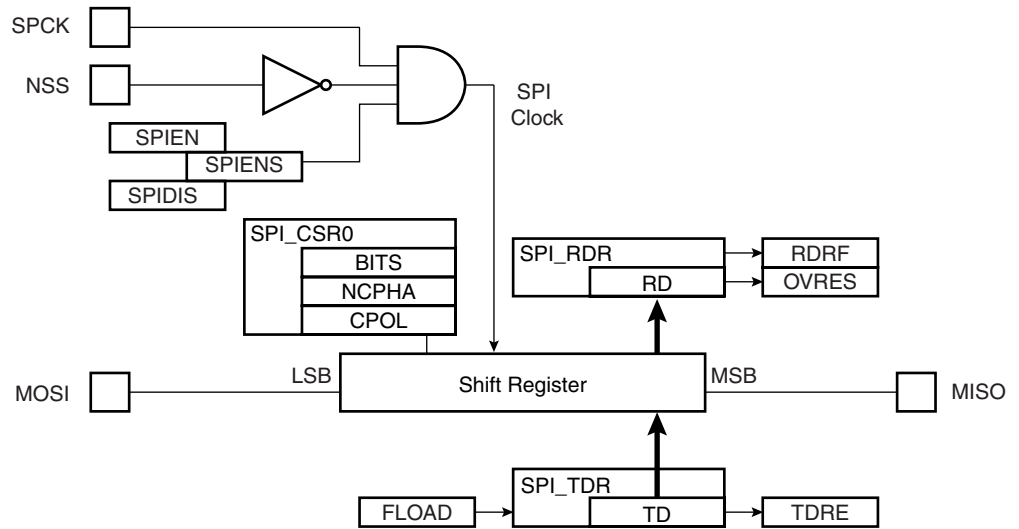 SPCK
NSS
SPI
Clock
SPIEN
SPIENS
SPIDIS
SPI_CSR0
BITS
NCPHA
CPOL
SPI_RDR
RD
RDRF
OVRES
MOSI
LSB
Shift Register
MSB
MISO
SPI_TDR
FLOAD
TD
TDRE